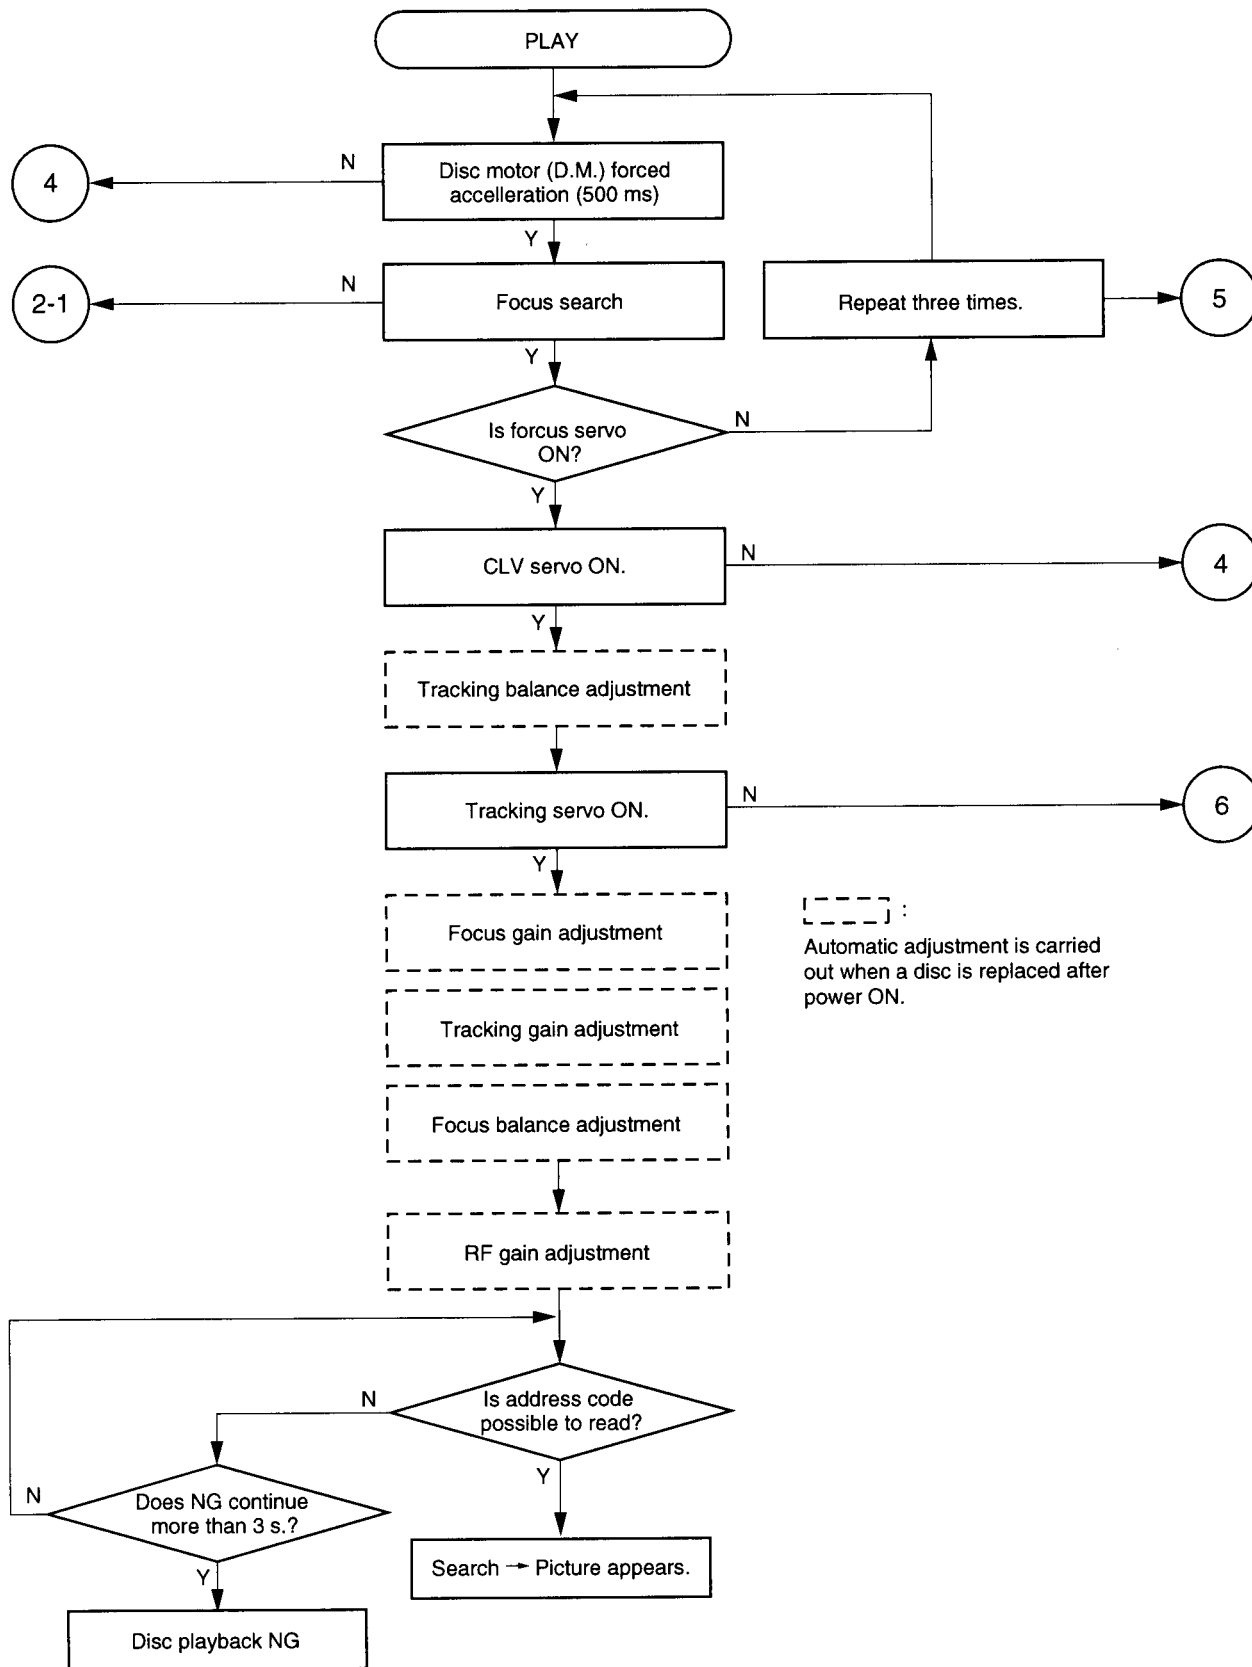 PLAY
N
4
Disc motor (D.M.) forced
accelleration (500 ms)
Y
N
2-1
Focus search
Repeat three times.
5
Y
Is forcus servo
ON?
N
Y
CLV servo ON.
N
4
Y
Tracking balance adjustment
Tracking servo ON.
N
6
Y
Focus gain adjustment
:
Automatic adjustment is carried
out when a disc is replaced after
power ON.
Tracking gain adjustment
Focus balance adjustment
RF gain adjustment
N
Is address code
possible to read?
Y
N
Does NG continue
more than 3 s.?
Search → Picture appears.
Y
Disc playback NG